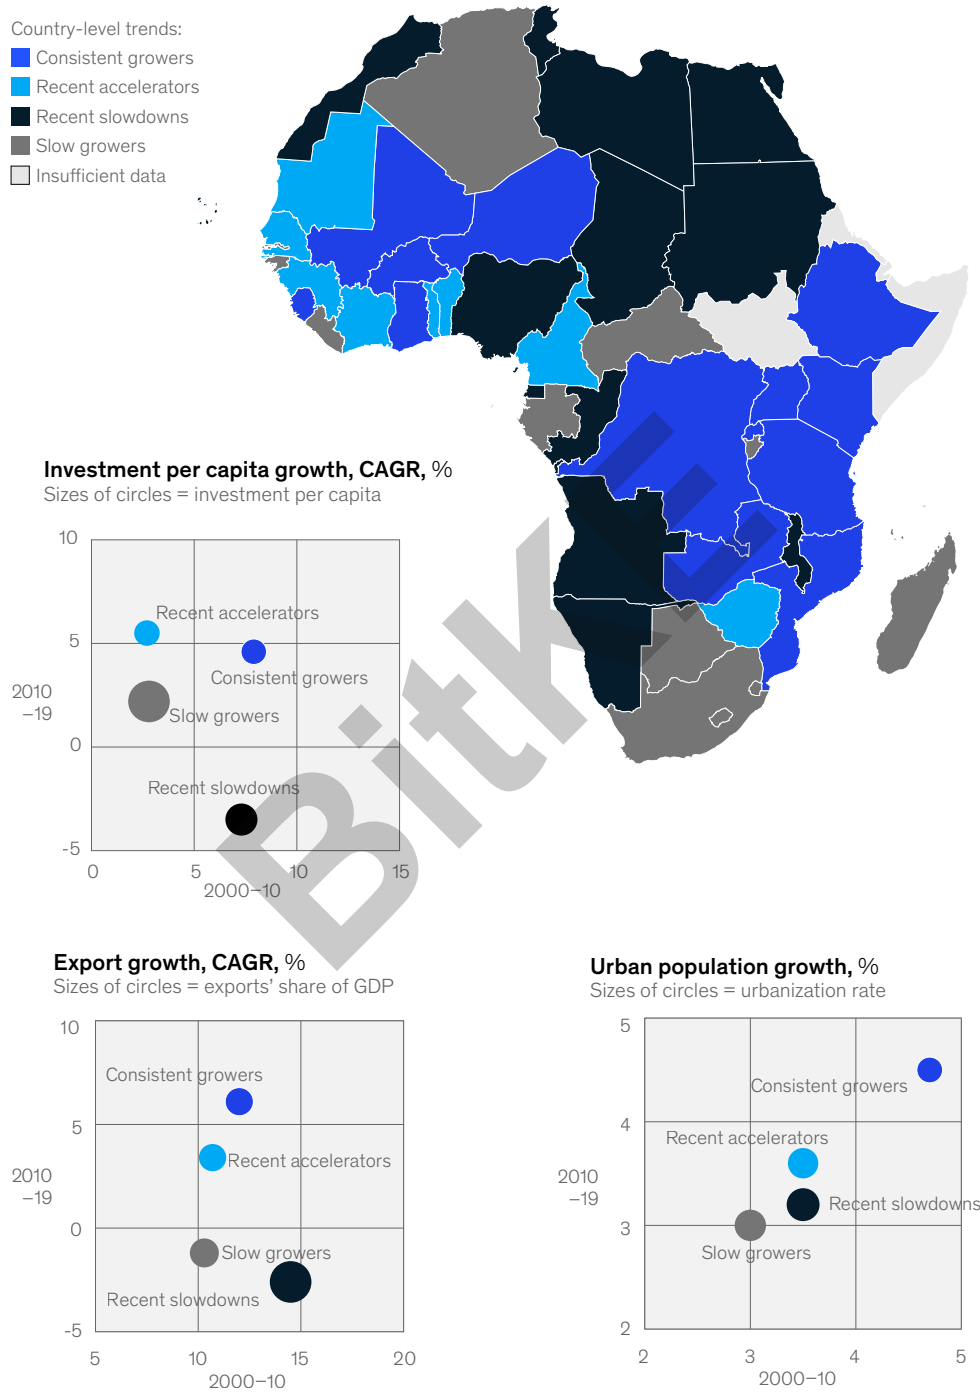 Country-level trends:
Consistent growers
Recent accelerators
Recent slowdowns
Slow growers
Insufficient data
Investment per capita growth, CAGR, %
Sizes of circles = investment per capita
10
5
0
-5
2010
–19
Recent accelerators
Consistent growers
Slow growers
Recent slowdowns
0 5 10 15
2000–10
BitKE
Export growth, CAGR, %
Sizes of circles = exports' share of GDP
10
5
0
-5
2010
–19
Consistent growers
Recent accelerators
Slow growers
Recent slowdowns
5 10 15 20
2000–10
Urban population growth, %
Sizes of circles = urbanization rate
5
4
3
2
2010
–19
Consistent growers
Recent accelerators
Recent slowdowns
Slow growers
2 3 4 5
2000–10